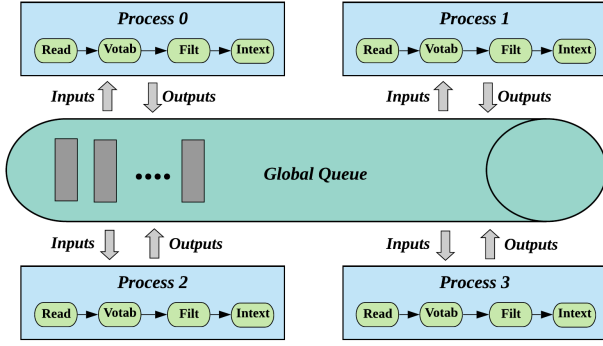 Process 0
Read Votab Filt Intext
Process 1
Read Votab Filt Intext
Inputs Outputs
Inputs Outputs
Global Queue
Inputs Outputs
Inputs Outputs
Process 2
Read Votab Filt Intext
Process 3
Read Votab Filt Intext